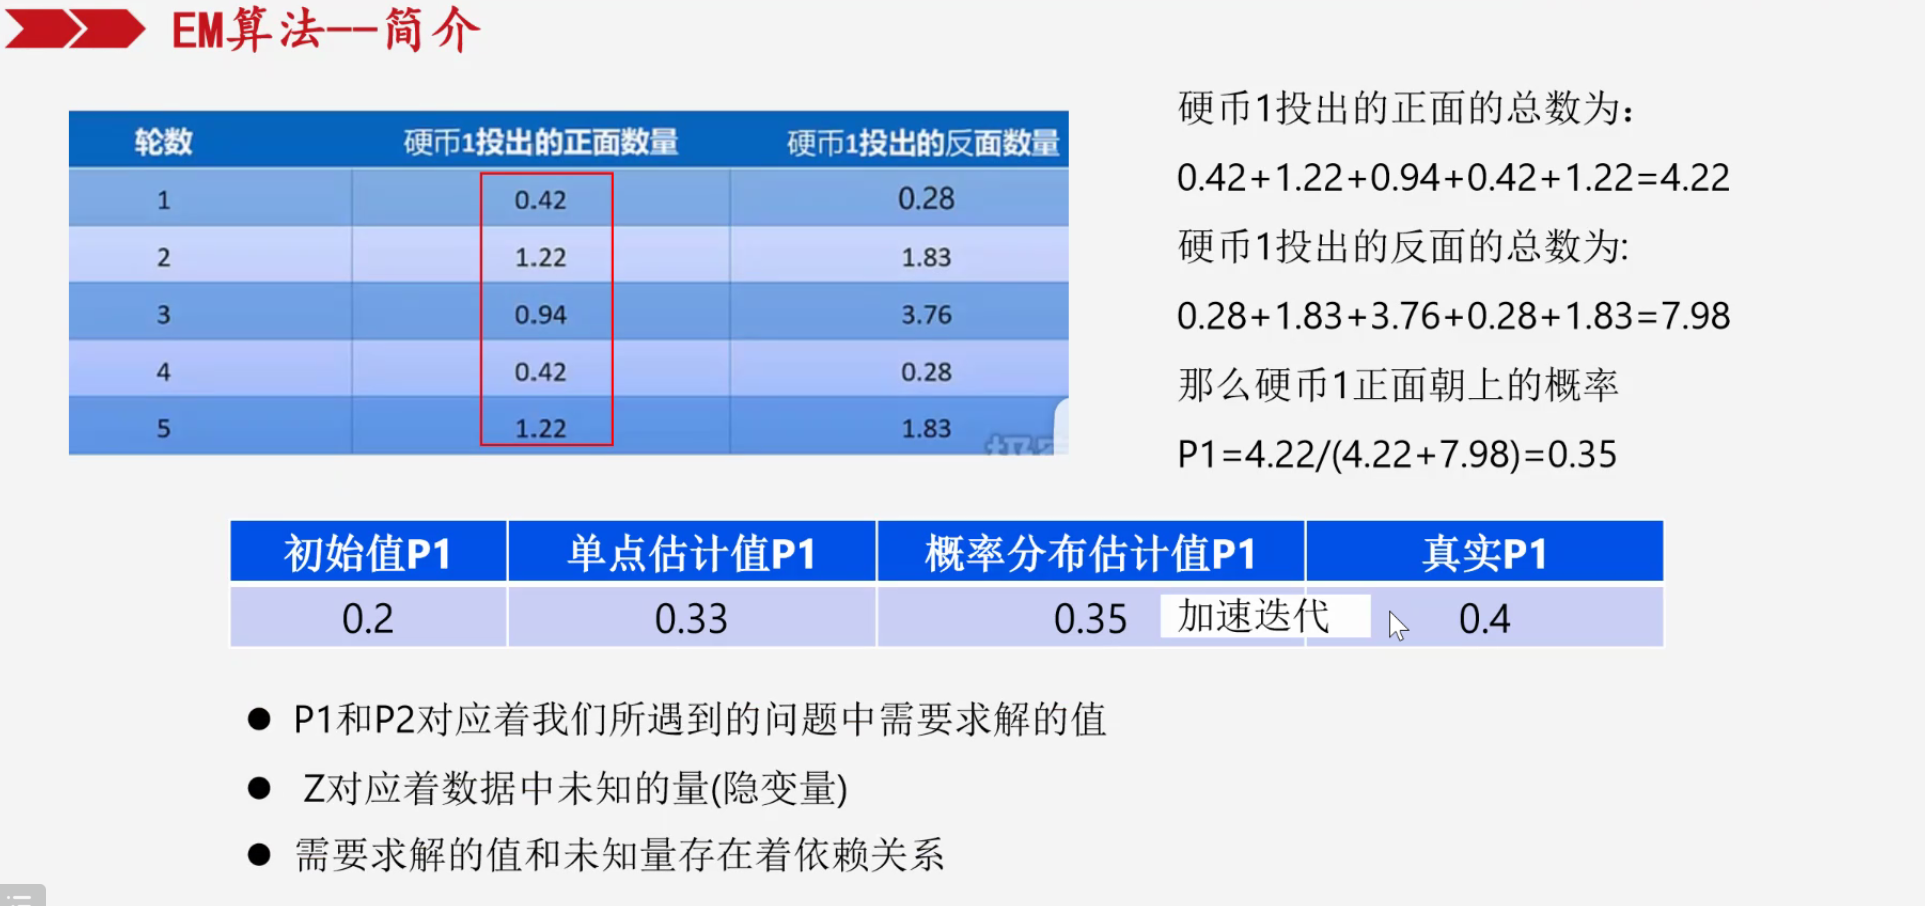 EM算法--简介
轮数 硬币1投出的正面数量 硬币1投出的反面数量
1 0.42 0.28
2 1.22 1.83
3 0.94 3.76
4 0.42 0.28
5 1.22 1.83
硬币1投出的正面的总数为：
0.42+1.22+0.94+0.42+1.22=4.22
硬币1投出的反面的总数为:
0.28+1.83+3.76+0.28+1.83=7.98
那么硬币1正面朝上的概率
P1=4.22/(4.22+7.98)=0.35
初始值P1 单点估计值P1 概率分布估计值P1 真实P1
0.2 0.33 0.35 加速迭代 0.4
● P1和P2对应着我们所遇到的问题中需要求解的值
● Z对应着数据中未知的量(隐变量)
● 需要求解的值和未知量存在着依赖关系